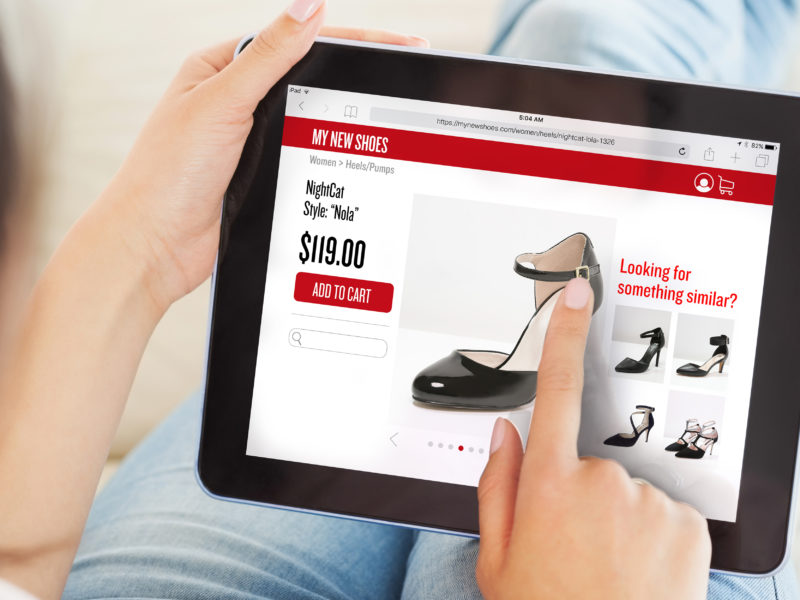 iPad
5:04 AM
82%
https://mynewshoes.com/women/heels/nightcat-lola-1326
MY NEW SHOES
Women > Heels/Pumps
NightCat
Style: “Nola”
$119.00
ADD TO CART
Looking for
something similar?